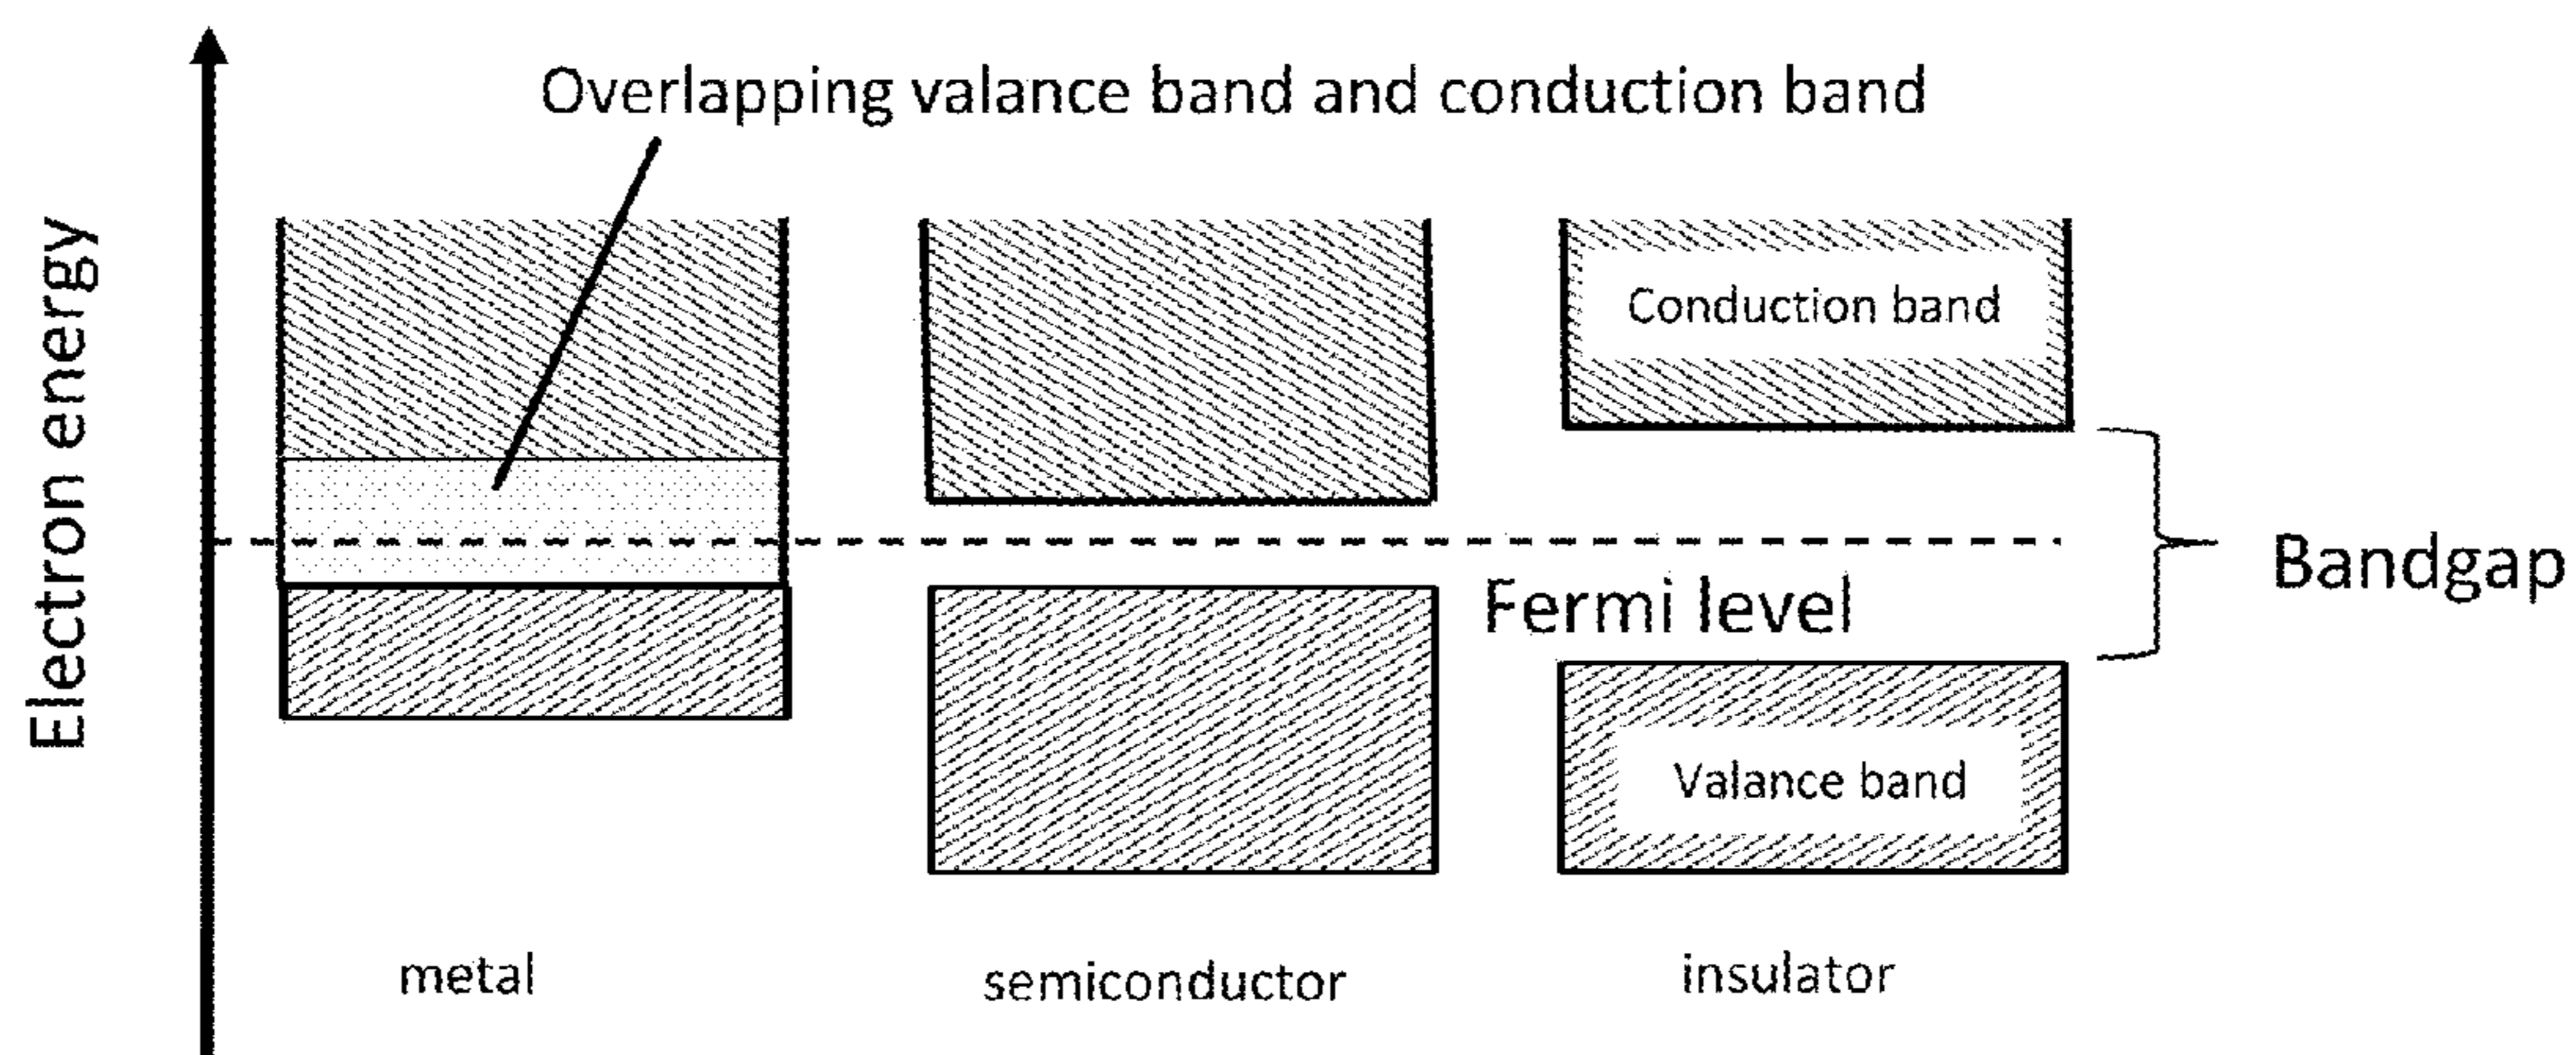 Overlapping valance band and conduction band
Electron energy
Conduction band
Bandgap
Fermi level
Valance band
metal
semiconductor
insulator